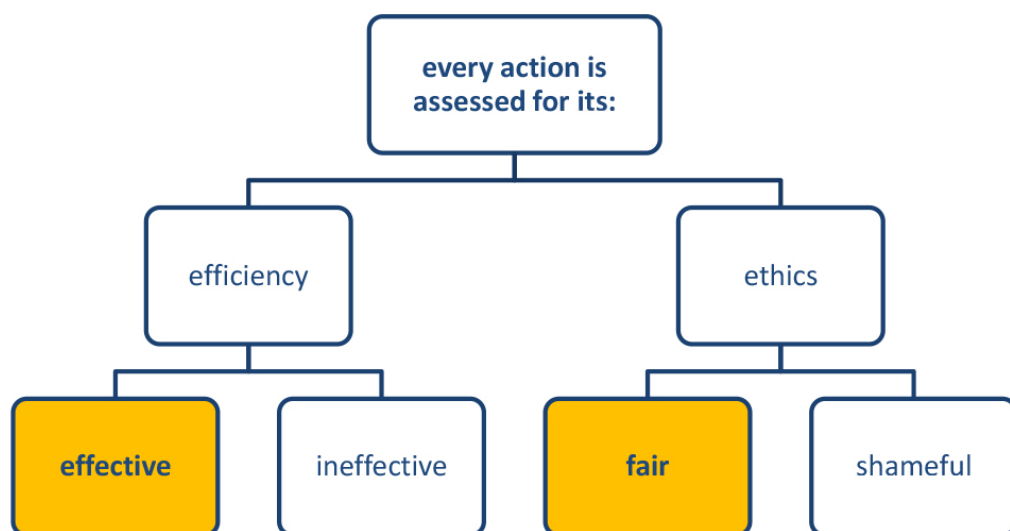 every action is
assessed for its:
efficiency
ethics
effective
ineffective
fair
shameful